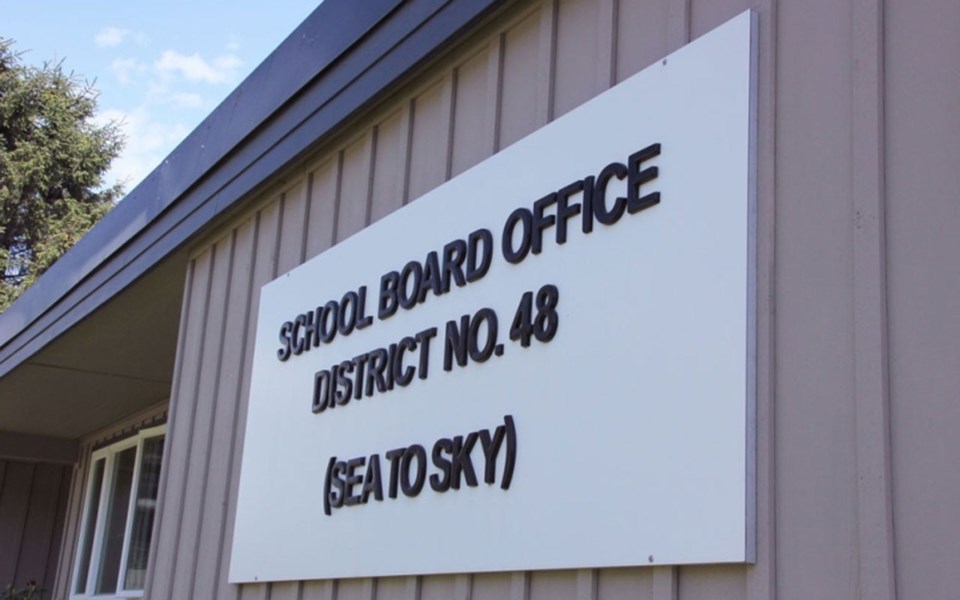 SCHOOL BOARD OFFICE
DISTRICT NO. 48
(SEA TO SKY)